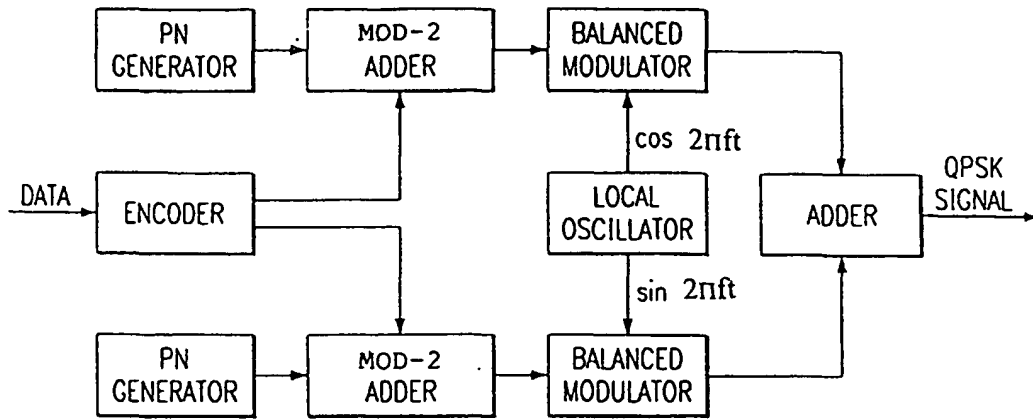 PN
GENERATOR
MOD-2
ADDER
BALANCED
MODULATOR
cos 2πft
DATA
ENCODER
LOCAL
OSCILLATOR
ADDER
QPSK
SIGNAL
sin 2πft
PN
GENERATOR
MOD-2
ADDER
BALANCED
MODULATOR